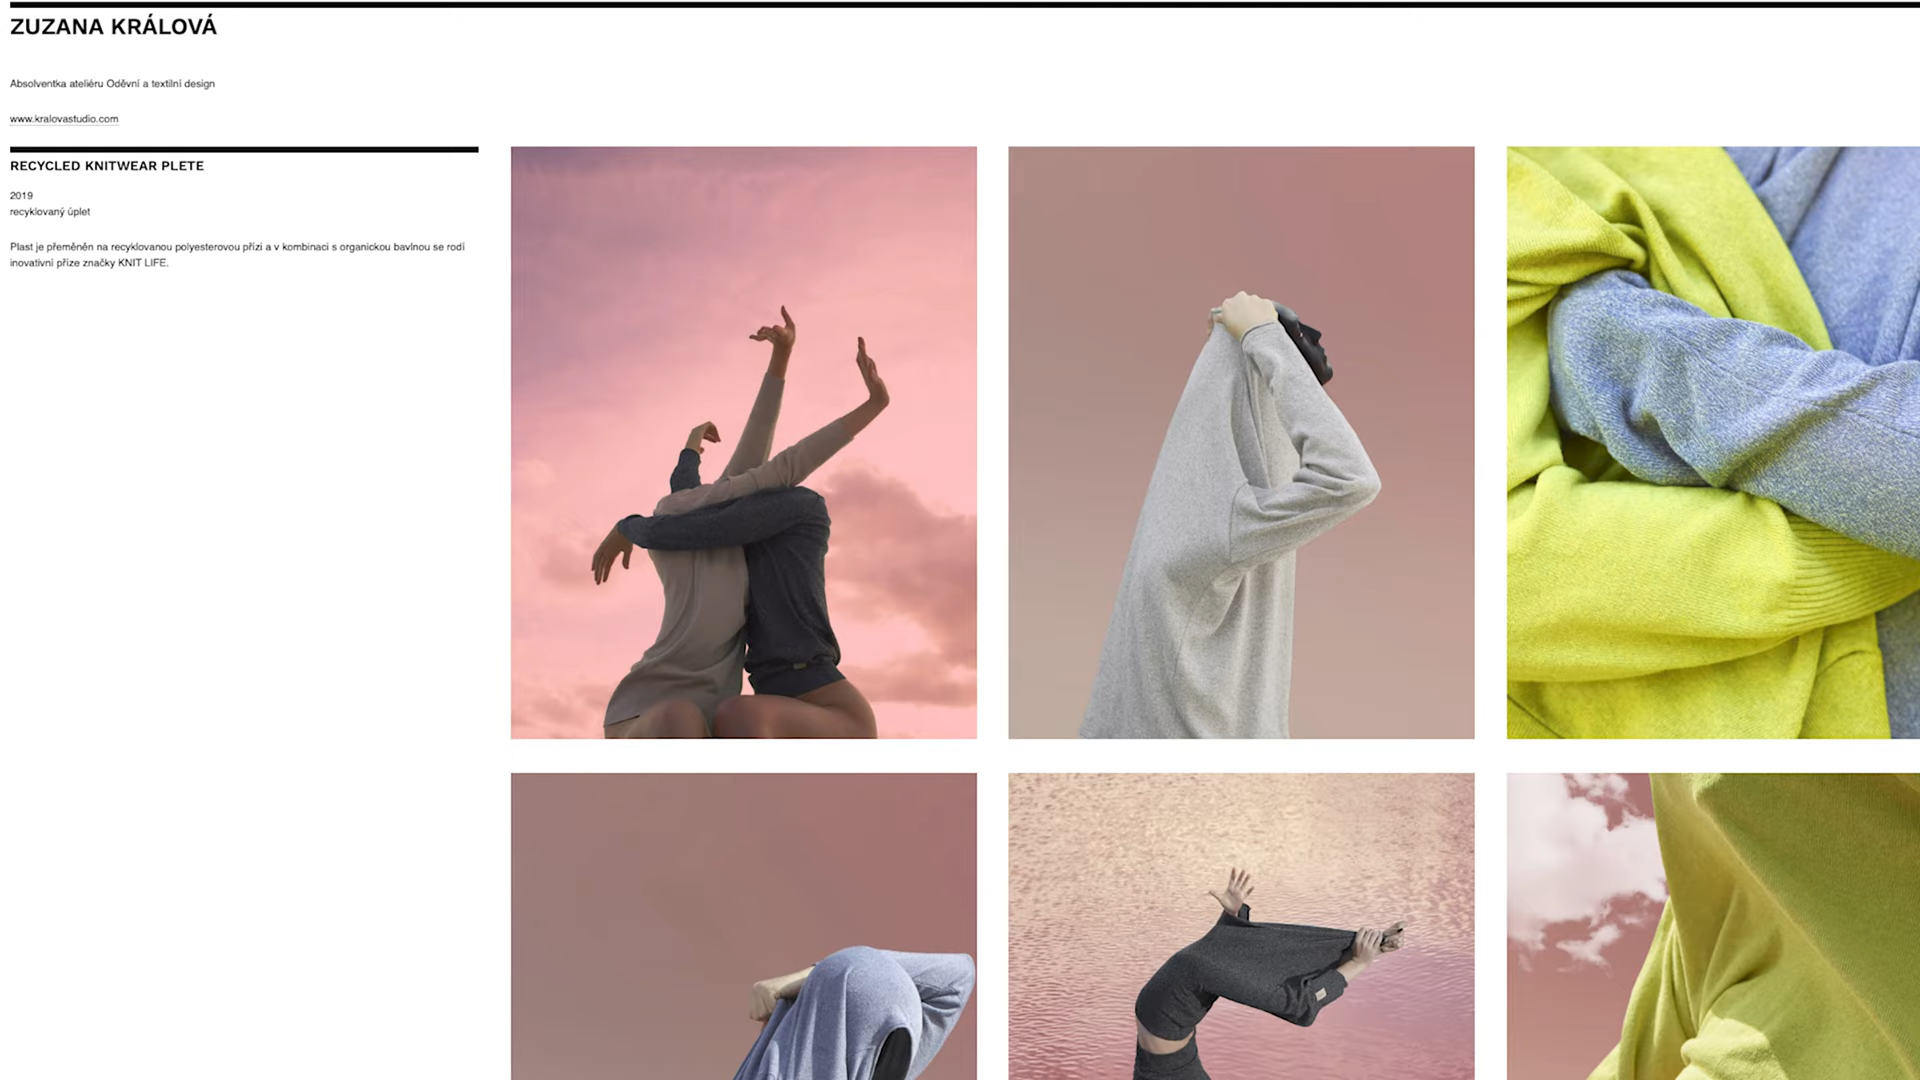 ZUZANA KRÁLOVÁ
Absolventka ateliéru Oděvní a textilní design
www.kralovastudio.com
RECYCLED KNITWEAR PLETE
2019
recyklovaný úplet
Plast je přeměněn na recyklovanou polyesterovou přízi a v kombinaci s organickou bavlnou se rodí
inovativní příze značky KNIT LIFE.